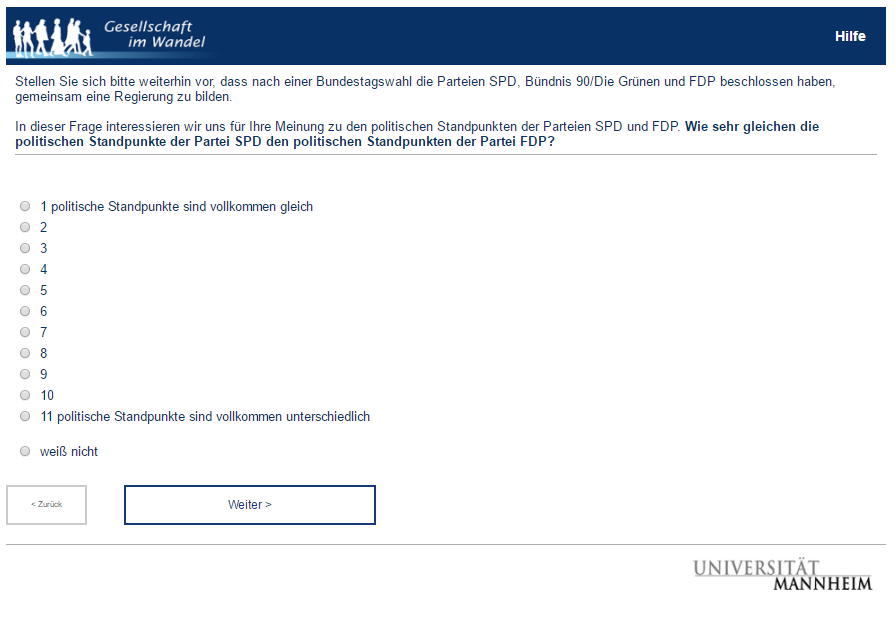 Gesellschaft
im Wandel
Hilfe
Stellen Sie sich bitte weiterhin vor, dass nach einer Bundestagswahl die Parteien SPD, Bündnis 90/Die Grünen und FDP beschlossen haben,
gemeinsam eine Regierung zu bilden.
In dieser Frage interessieren wir uns für Ihre Meinung zu den politischen Standpunkten der Parteien SPD und FDP. Wie sehr gleichen die
politischen Standpunkte der Partei SPD den politischen Standpunkten der Partei FDP?
1 politische Standpunkte sind vollkommen gleich
2
3
4
5
6
7
8
9
10
11 politische Standpunkte sind vollkommen unterschiedlich
weiß nicht
< Zurück
Weiter >
UNIVERSITÄT
MANNHEIM